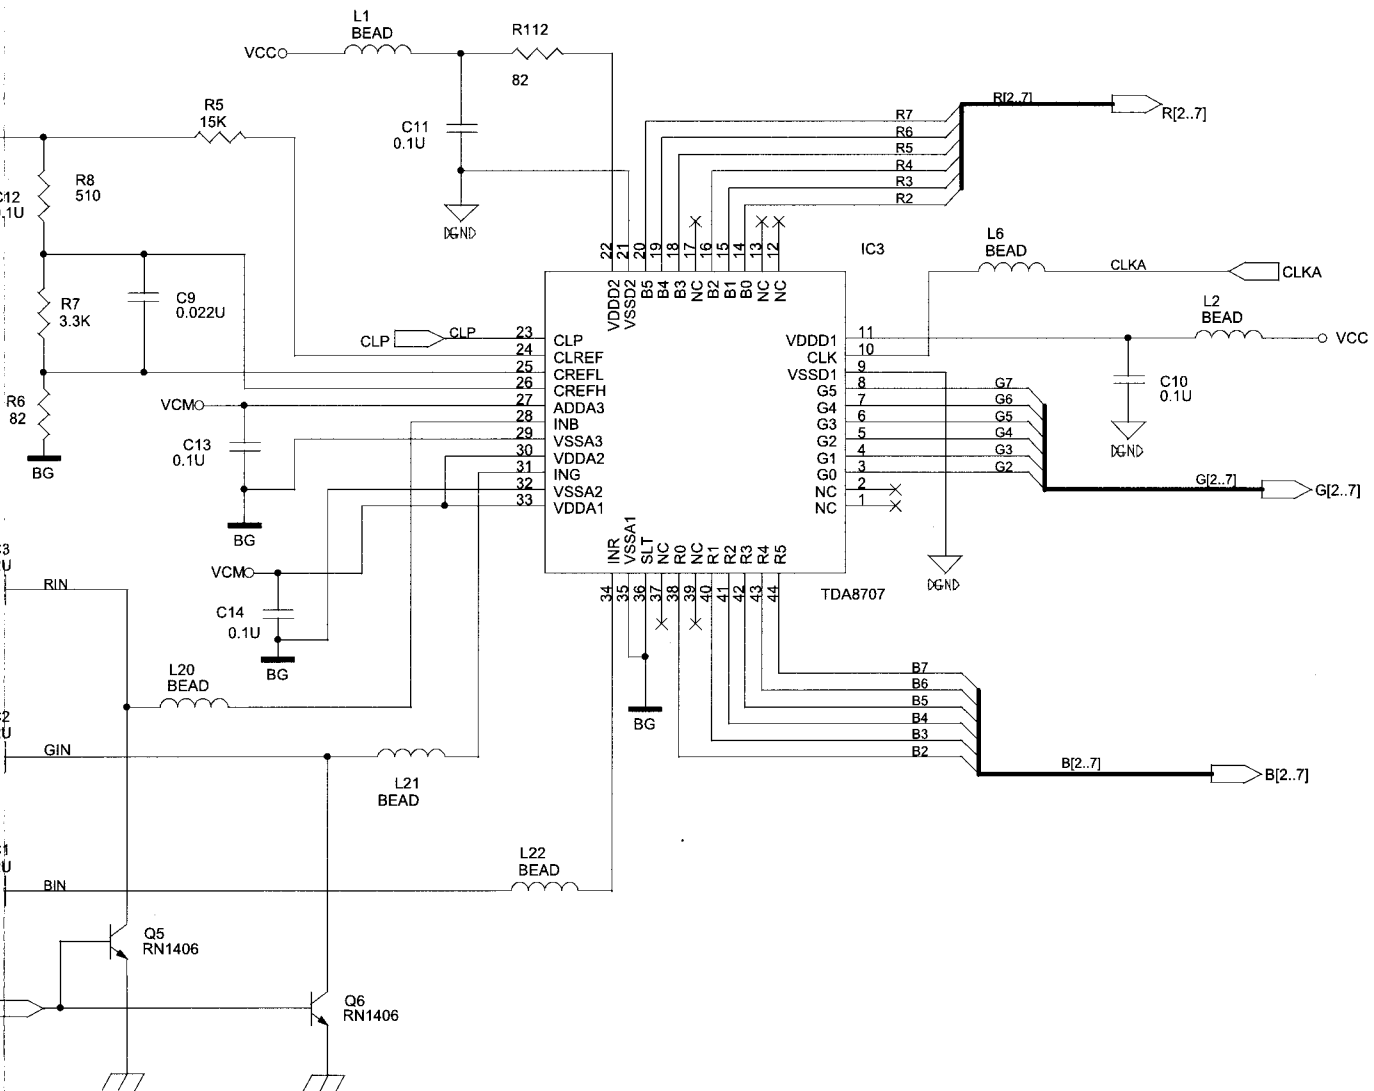 L1
BEAD
R112
VCC
82
R5
15K
C11
0.1U
R7
R6
R5
R4
R3
R2
R[2..7]
R[2..7]
R8
510
C12
0.1U
DGND
22
21
20
19
18
17
16
15
14
13
12
IC3
L6
BEAD
CLKA
CLKA
VDDD2
VSSD2
B5
B4
B3
NC
B2
B1
B0
NC
NC
R7
3.3K
C9
0.022U
L2
BEAD
VCC
CLP
CLP
23
24
25
26
27
28
29
30
31
32
33
CLP
CLREF
CREFL
CREFH
ADDA3
INB
VSSA3
VDDA2
ING
VSSA2
VDDA1
VDDD1
CLK
VSSD1
G5
G4
G3
G2
G1
G0
NC
NC
11
10
9
8
7
6
5
4
3
2
1
G7
G6
G5
G4
G3
G2
C10
0.1U
DGND
G[2..7]
G[2..7]
R6
82
BG
VCM
C13
0.1U
BG
VCM
C14
0.1U
BG
INR
VSSA1
SLT
NC
R0
NC
R1
R2
R3
R4
R5
34
35
36
37
38
39
40
41
42
43
44
TDA8707
DGND
RIN
L20
BEAD
BG
B7
B6
B5
B4
B3
B2
B[2..7]
B[2..7]
GIN
L21
BEAD
L22
BEAD
BIN
Q5
RN1406
Q6
RN1406